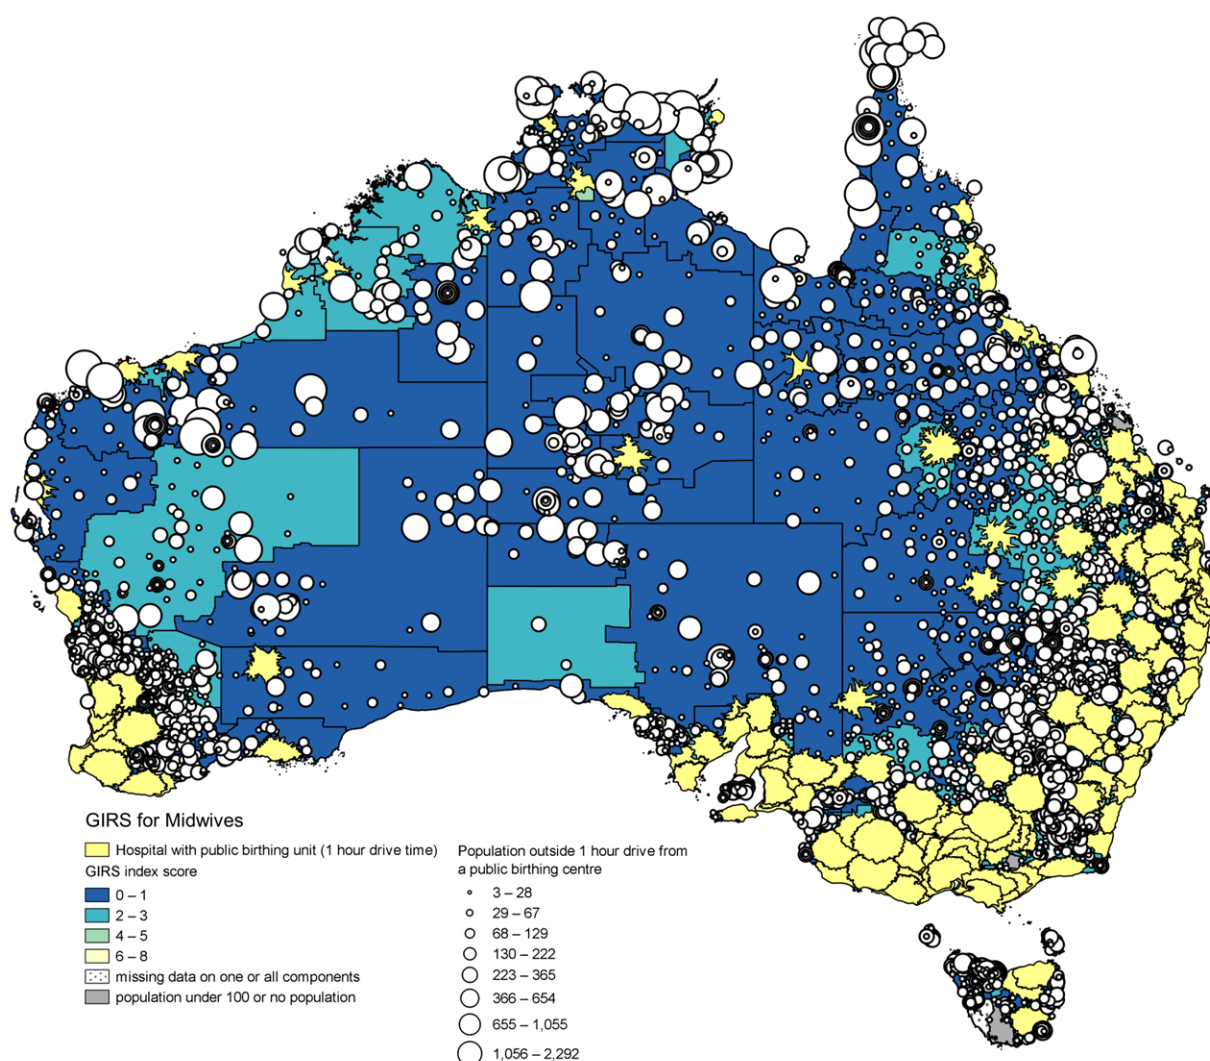 GIRS for Midwives
Hospital with public birthing unit (1 hour drive time)
GIRS index score
0 – 1
2 – 3
4 – 5
6 – 8
missing data on one or all components
population under 100 or no population
Population outside 1 hour drive from
a public birthing centre
3 – 28
29 – 67
68 – 129
130 – 222
223 – 365
366 – 654
655 – 1,055
1,056 – 2,292